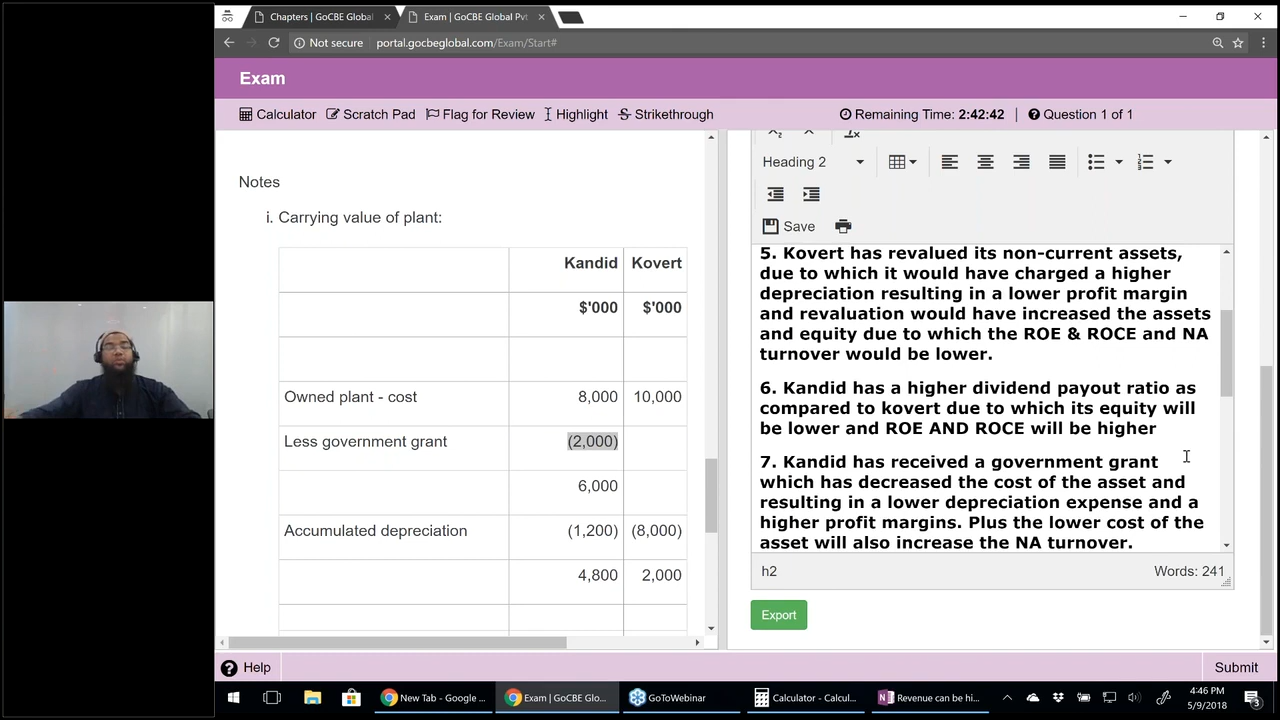 Chapters | GoCBE Global
Exam | GoCBE Global Pvt
Not secure
portal.gocbeglobal.com/Exam/Start#
Exam
Calculator
Scratch Pad
Flag for Review
Highlight
Strikethrough
Remaining Time: 2:42:42
Question 1 of 1
Notes
i. Carrying value of plant:
Kandid Kovert
$'000 $'000
Owned plant - cost 8,000 10,000
Less government grant (2,000)
6,000
Accumulated depreciation (1,200) (8,000)
4,800 2,000
Heading 2
Save
5. Kovert has revalued its non-current assets,
due to which it would have charged a higher
depreciation resulting in a lower profit margin
and revaluation would have increased the assets
and equity due to which the ROE & ROCE and NA
turnover would be lower.
6. Kandid has a higher dividend payout ratio as
compared to kovert due to which its equity will
be lower and ROE AND ROCE will be higher
7. Kandid has received a government grant
which has decreased the cost of the asset and
resulting in a lower depreciation expense and a
higher profit margins. Plus the lower cost of the
asset will also increase the NA turnover.
h2
Words: 241
Export
Help
Submit
New Tab - Google ...
Exam | GoCBE Glo...
GoToWebinar
Calculator - Calcul...
Revenue can be hi...
4:46 PM
5/9/2018
3